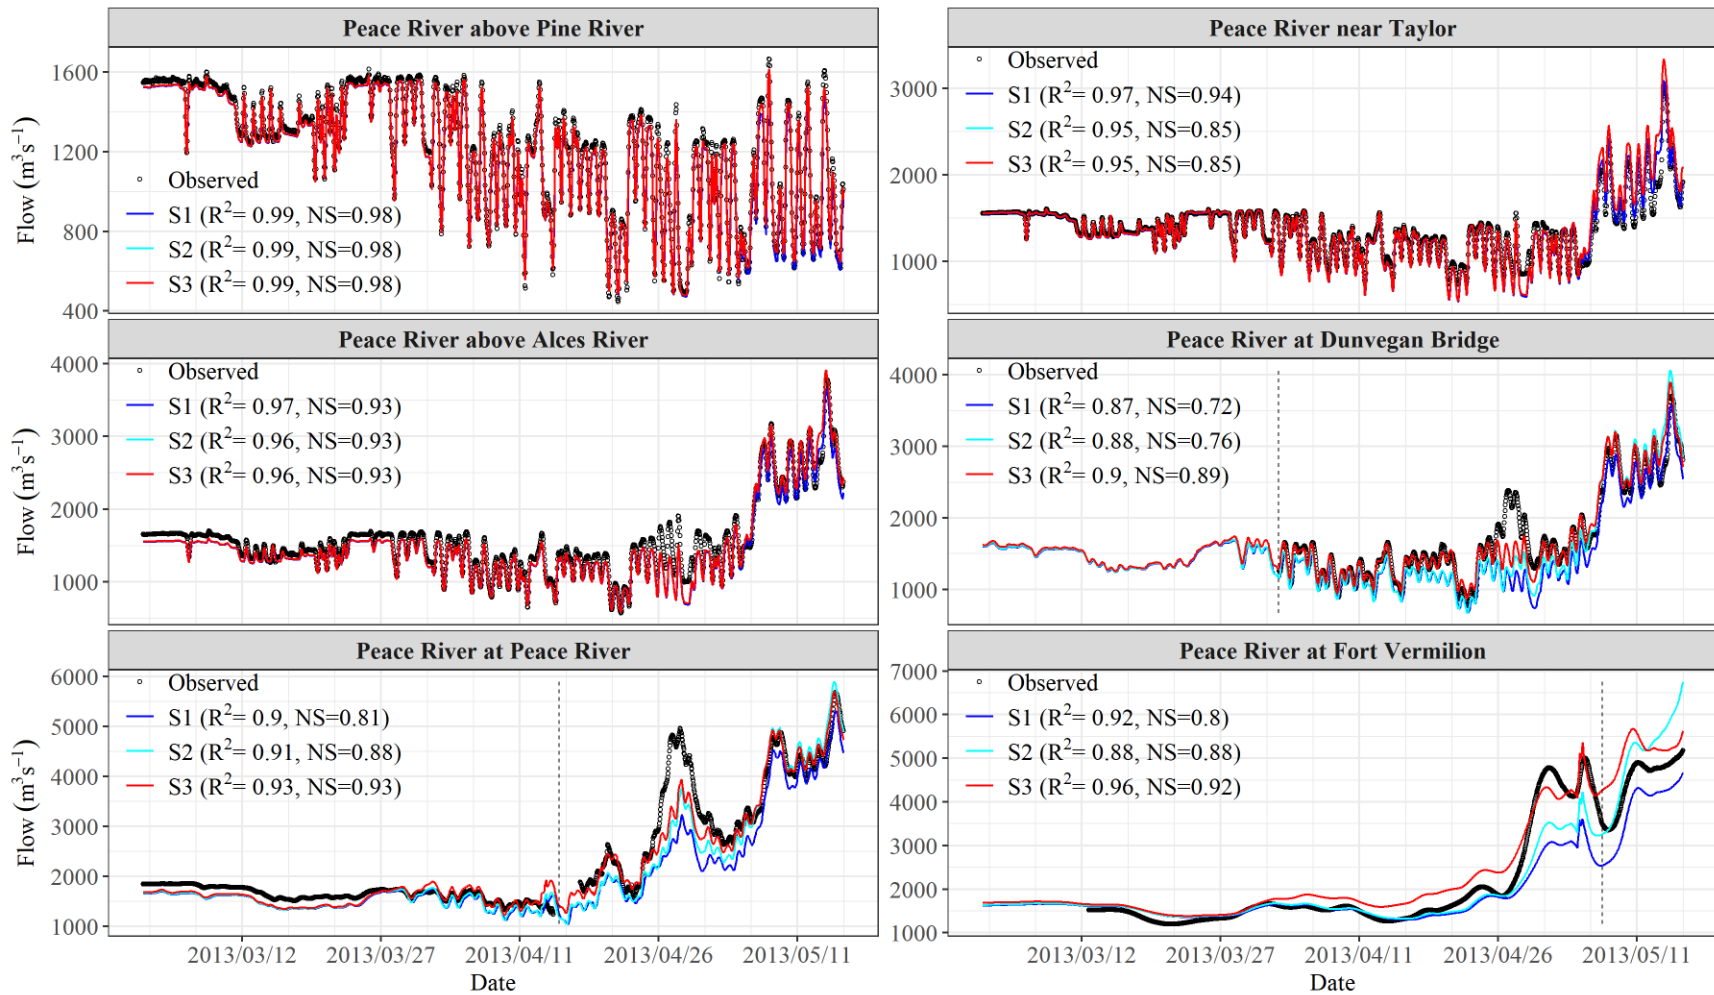 Peace River above Pine River
Flow (m³s⁻¹)
1600
1200
800
400
Observed
S1 (R²= 0.99, NS=0.98)
S2 (R²= 0.99, NS=0.98)
S3 (R²= 0.99, NS=0.98)
Peace River near Taylor
3000
2000
1000
Observed
S1 (R²= 0.97, NS=0.94)
S2 (R²= 0.95, NS=0.85)
S3 (R²= 0.95, NS=0.85)
Peace River above Alces River
Flow (m³s⁻¹)
4000
3000
2000
1000
Observed
S1 (R²= 0.97, NS=0.93)
S2 (R²= 0.96, NS=0.93)
S3 (R²= 0.96, NS=0.93)
Peace River at Dunvegan Bridge
4000
3000
2000
1000
Observed
S1 (R²= 0.87, NS=0.72)
S2 (R²= 0.88, NS=0.76)
S3 (R²= 0.9, NS=0.89)
Peace River at Peace River
Flow (m³s⁻¹)
6000
5000
4000
3000
2000
1000
Observed
S1 (R²= 0.9, NS=0.81)
S2 (R²= 0.91, NS=0.88)
S3 (R²= 0.93, NS=0.93)
2013/03/12 2013/03/27 2013/04/11 2013/04/26 2013/05/11
Date
Peace River at Fort Vermilion
7000
6000
5000
4000
3000
2000
1000
Observed
S1 (R²= 0.92, NS=0.8)
S2 (R²= 0.88, NS=0.88)
S3 (R²= 0.96, NS=0.92)
2013/03/12 2013/03/27 2013/04/11 2013/04/26 2013/05/11
Date